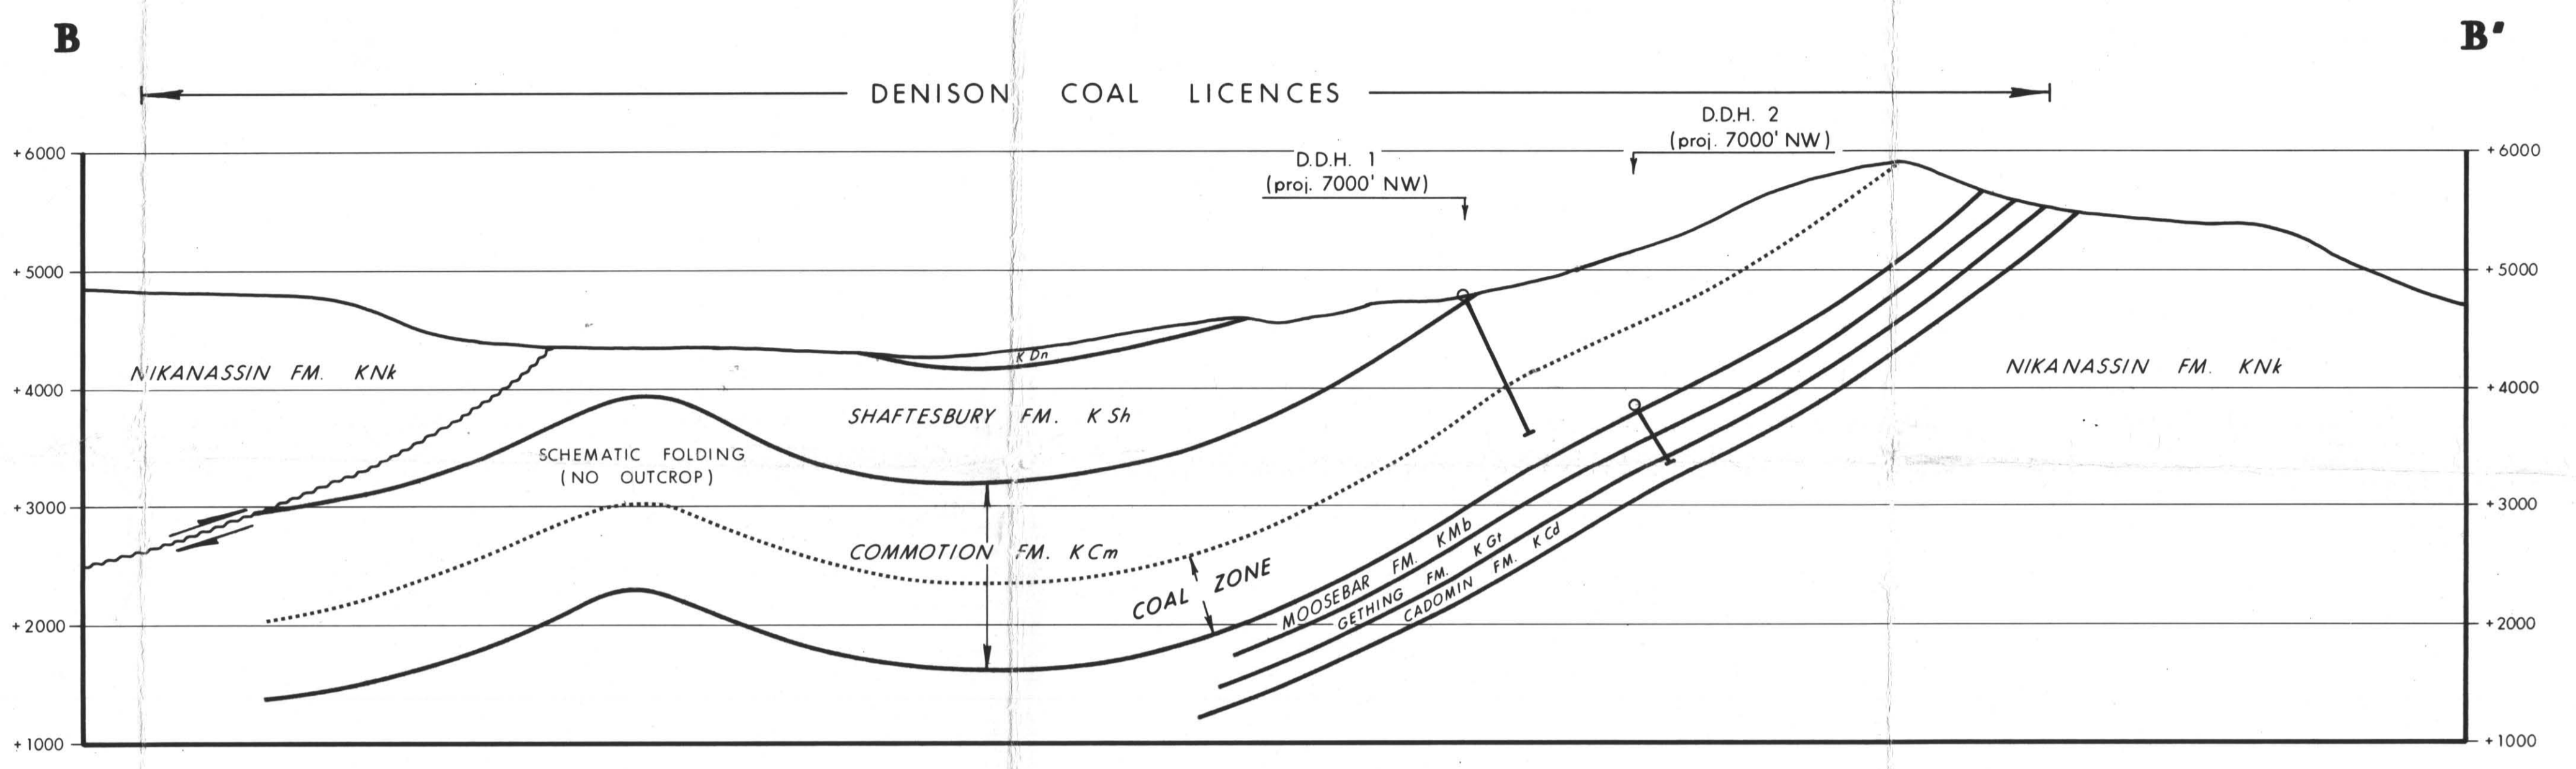 B
B'
DENISON COAL LICENCES
D.D.H. 2
(proj. 7000' NW)
D.D.H. 1
(proj. 7000' NW)
+6000
+6000
+5000
+5000
K Dn
NIKANASSIN FM. KNk
NIKANASSIN FM. KNk
+4000
+4000
SHAFTESBURY FM. K Sh
SCHEMATIC FOLDING
(NO OUTCROP)
+3000
+3000
COMMOTION FM. K Cm
COAL ZONE
MOOSEBAR FM. K Mb
GETHING FM. K Gt
CADOMIN FM. K Cd
+2000
+2000
+1000
+1000